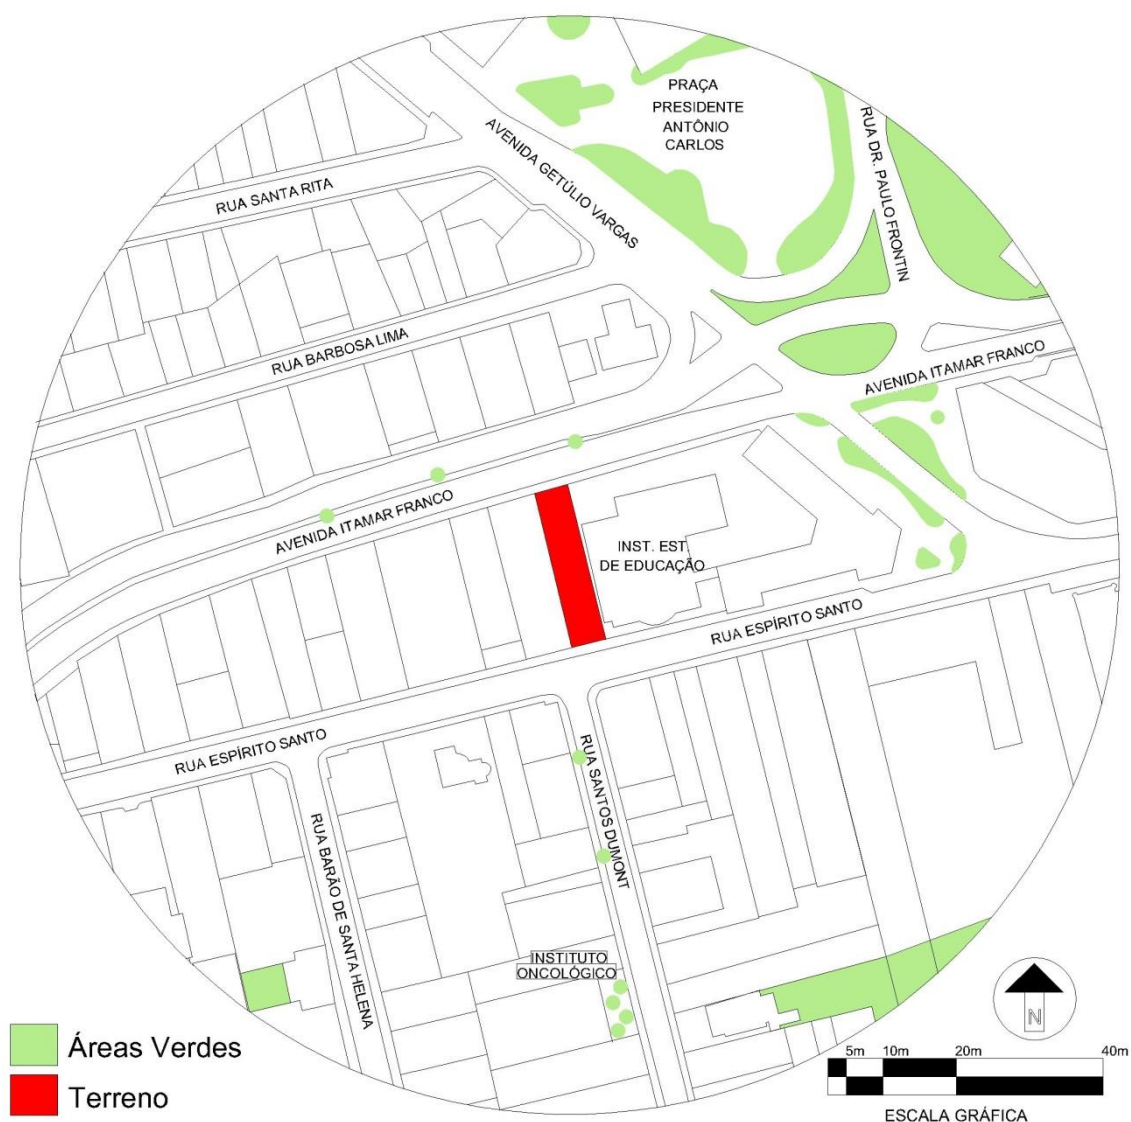 PRAÇA
PRESIDENTE
ANTÔNIO
CARLOS
RUA DR. PAULO FRONTIN
AVENIDA GETÚLIO VARGAS
RUA SANTA RITA
RUA BARBOSA LIMA
AVENIDA ITAMAR FRANCO
AVENIDA ITAMAR FRANCO
INST. EST.
DE EDUCAÇÃO
RUA ESPÍRITO SANTO
RUA ESPÍRITO SANTO
RUA SANTOS DUMONT
RUA BARÃO DE SANTA HELENA
INSTITUTO
ONCOLÓGICO
N
Áreas Verdes
Terreno
5m 10m 20m 40m
ESCALA GRÁFICA